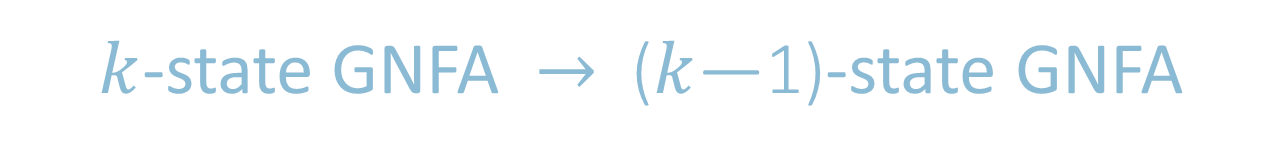 k-state GNFA → (k—1)-state GNFA